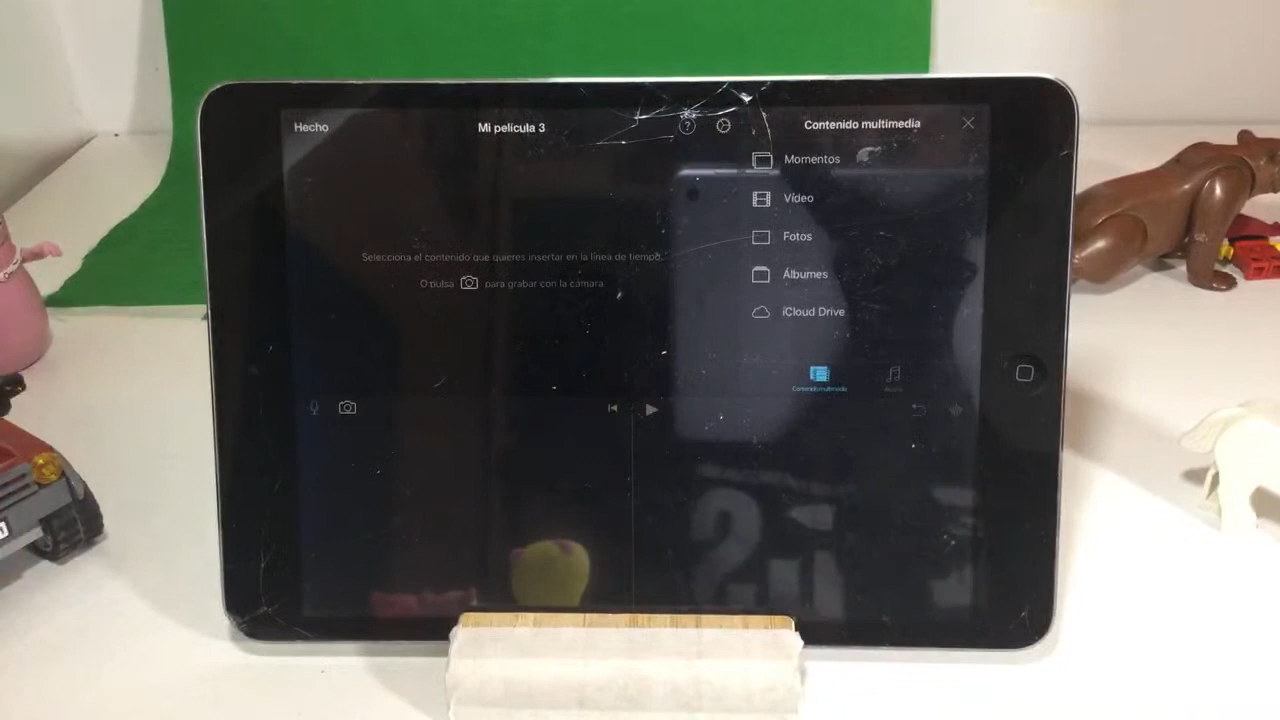 Hecho
Mi película 3
?
Contenido multimedia
Momentos
Vídeo
Fotos
Álbumes
iCloud Drive
Selecciona el contenido que quieres insertar en la línea de tiempo.
O pulsa para grabar con la cámara.
Contenido multimedia
Audio